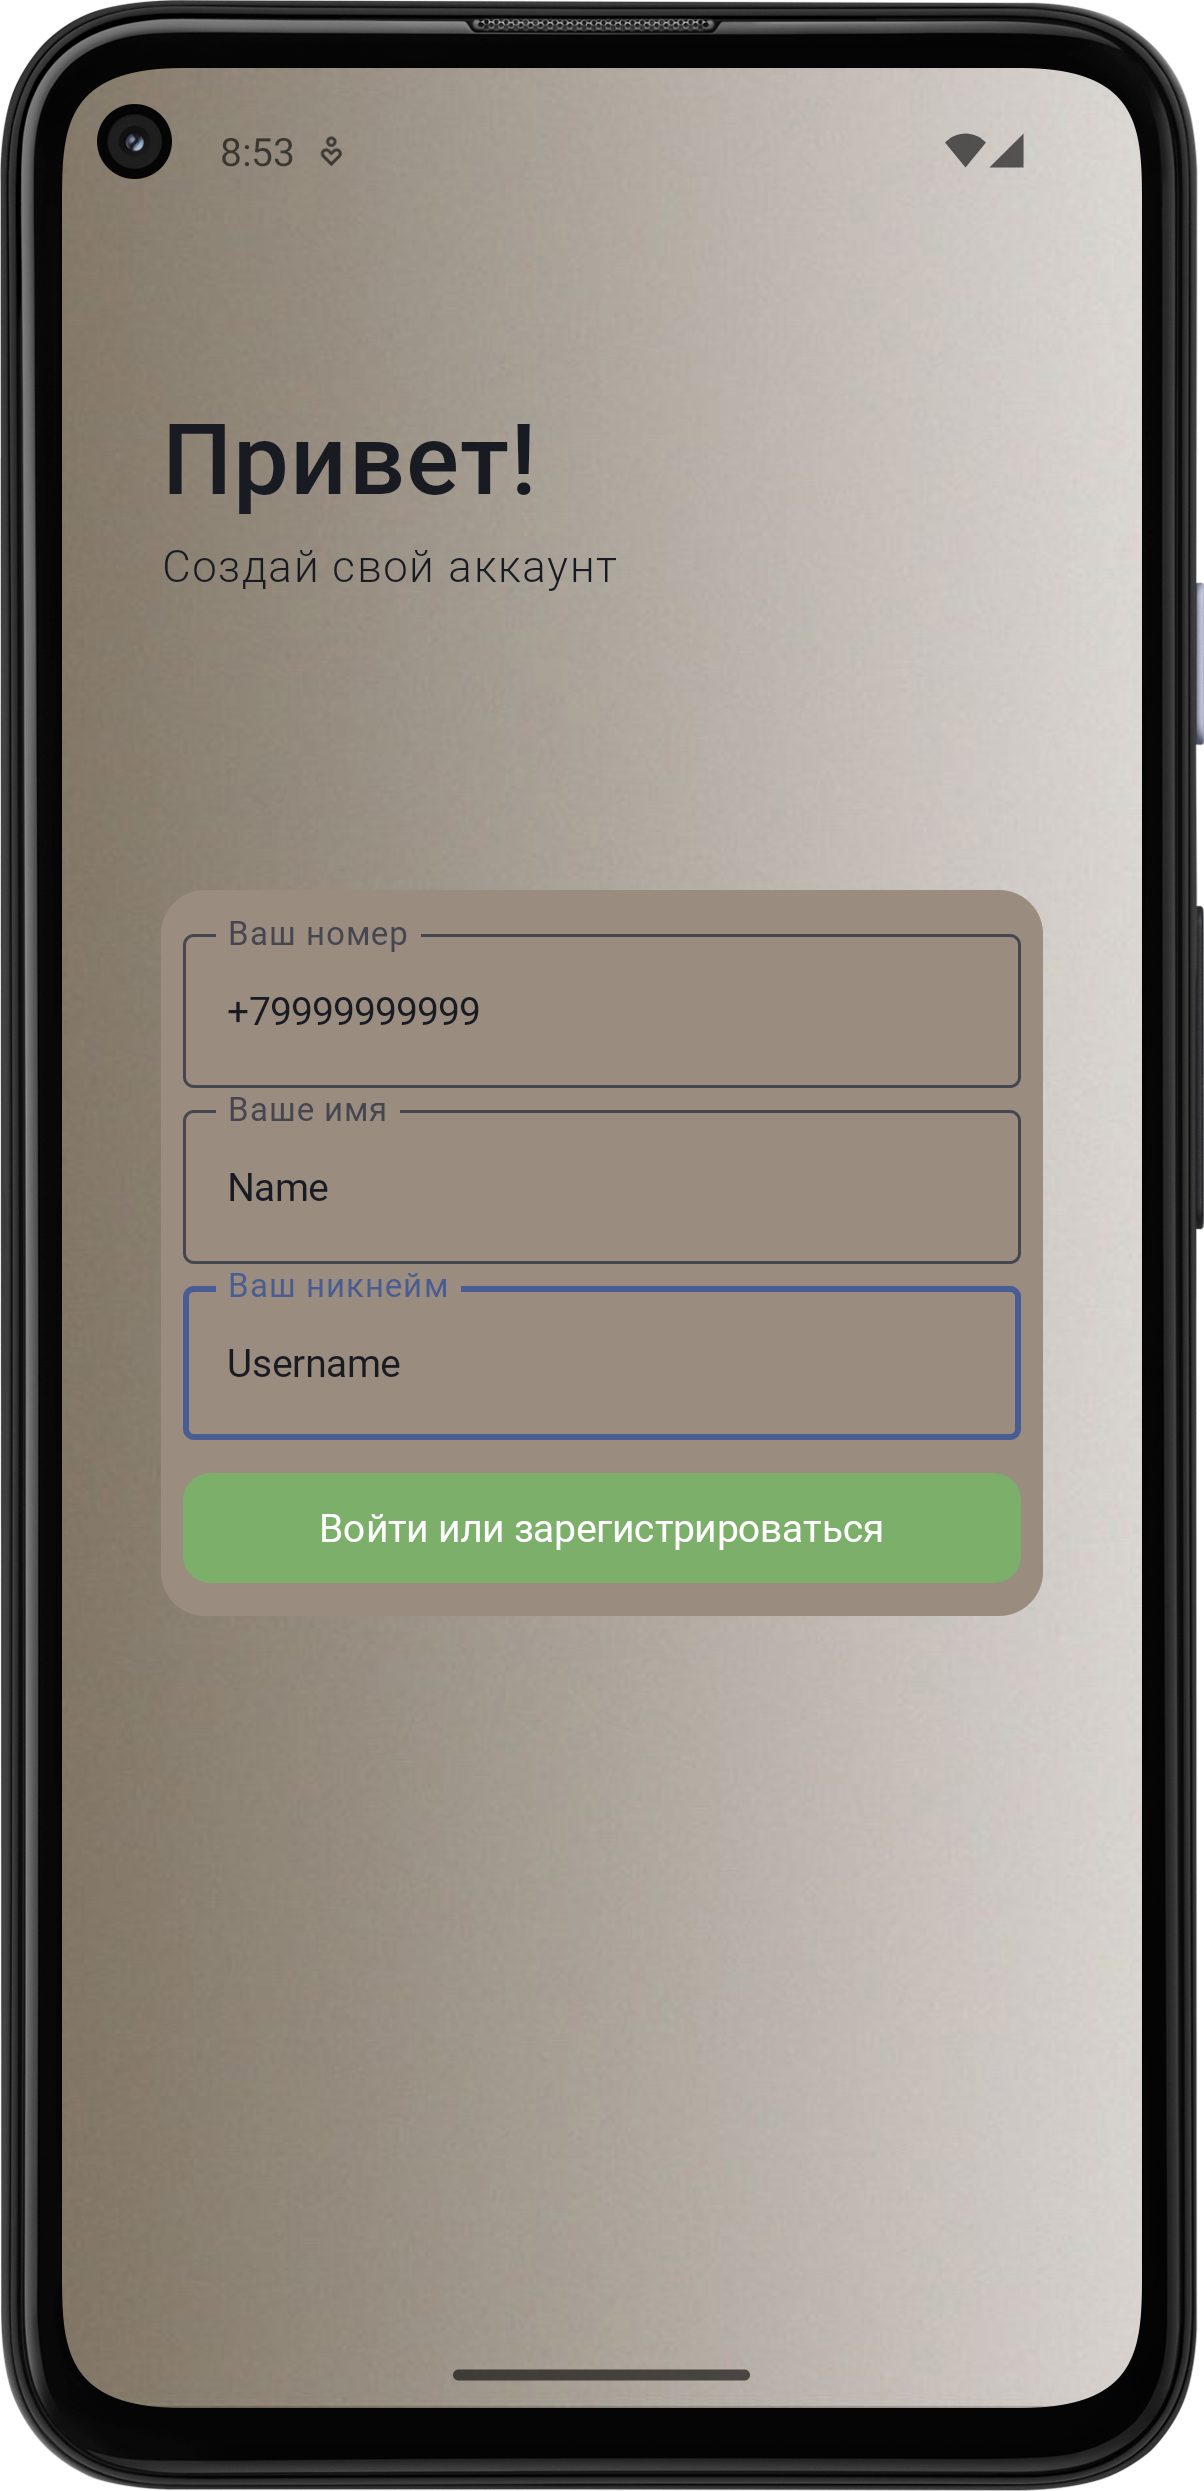 8:53
Привет!
Создай свой аккаунт
Ваш номер
+79999999999
Ваше имя
Name
Ваш никнейм
Username
Войти или зарегистрироваться